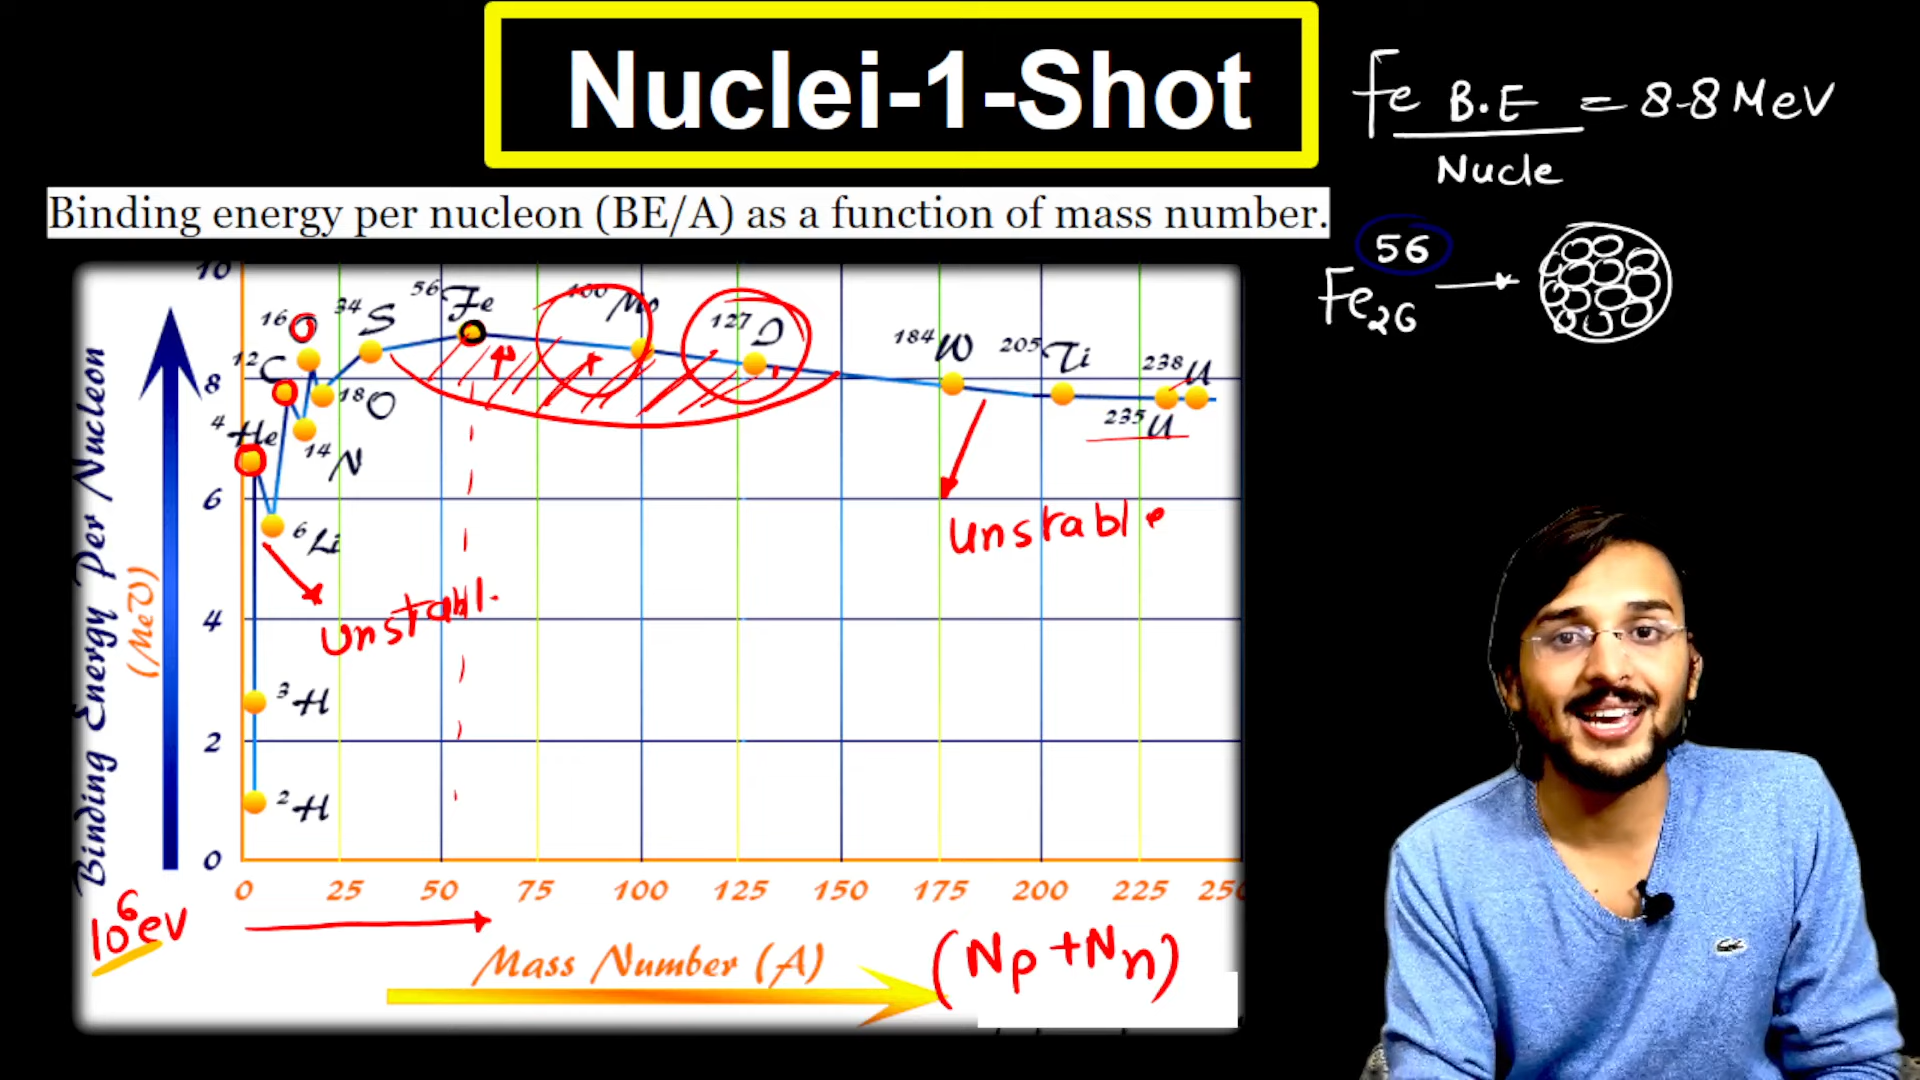 Nuclei-1-Shot
Fe B.E = 8.8 MeV
Nucle
Binding energy per nucleon (BE/A) as a function of mass number.
56
Fe26
Binding Energy Per Nucleon
(MeV)
10
8
6
4
2
0
16O
34S
56Fe
100Mo
127I
184W
205Ti
238U
235U
12C
18O
4He
14N
6Li
3H
2H
Unstabl.
Unstable
0 25 50 75 100 125 150 175 200 225 250
10^6 eV
Mass Number (A)
(Np+Nn)